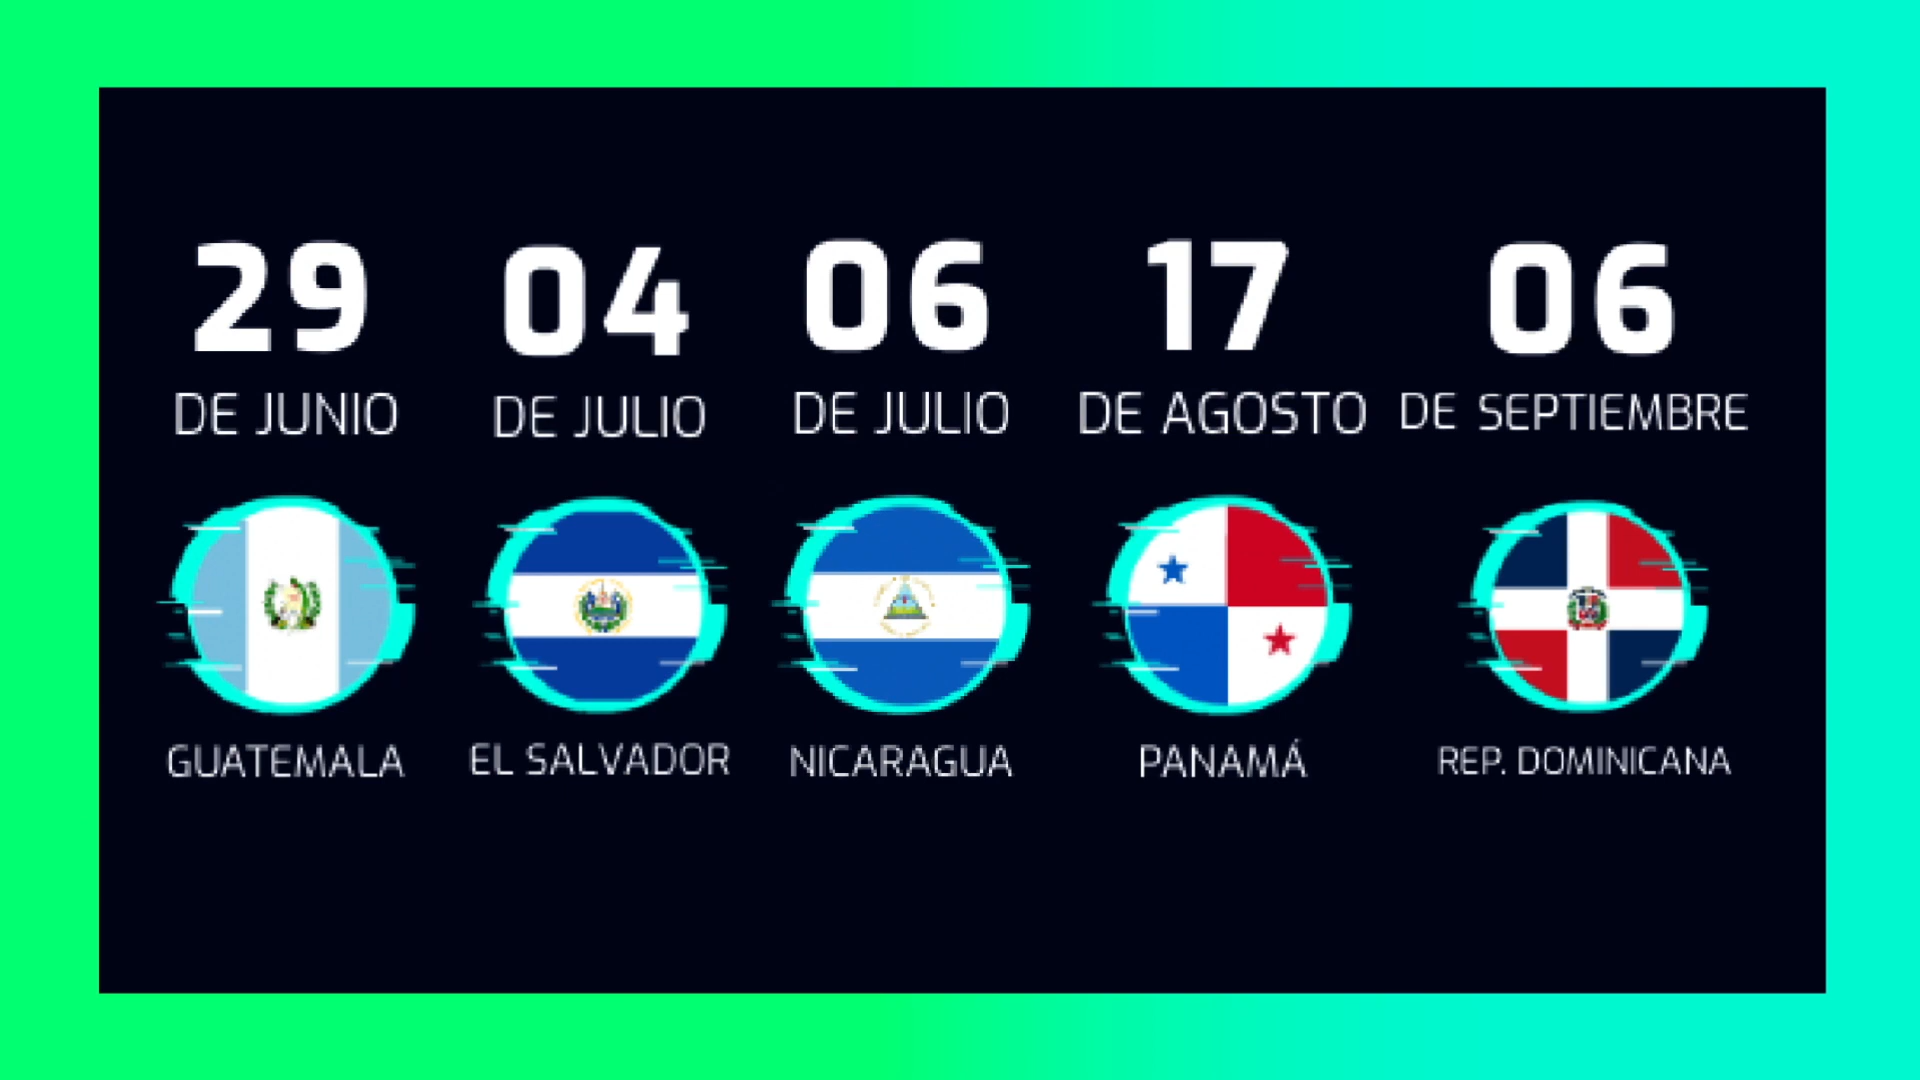 29
DE JUNIO
GUATEMALA
04
DE JULIO
EL SALVADOR
06
DE JULIO
NICARAGUA
17
DE AGOSTO
PANAMÁ
06
DE SEPTIEMBRE
REP. DOMINICANA